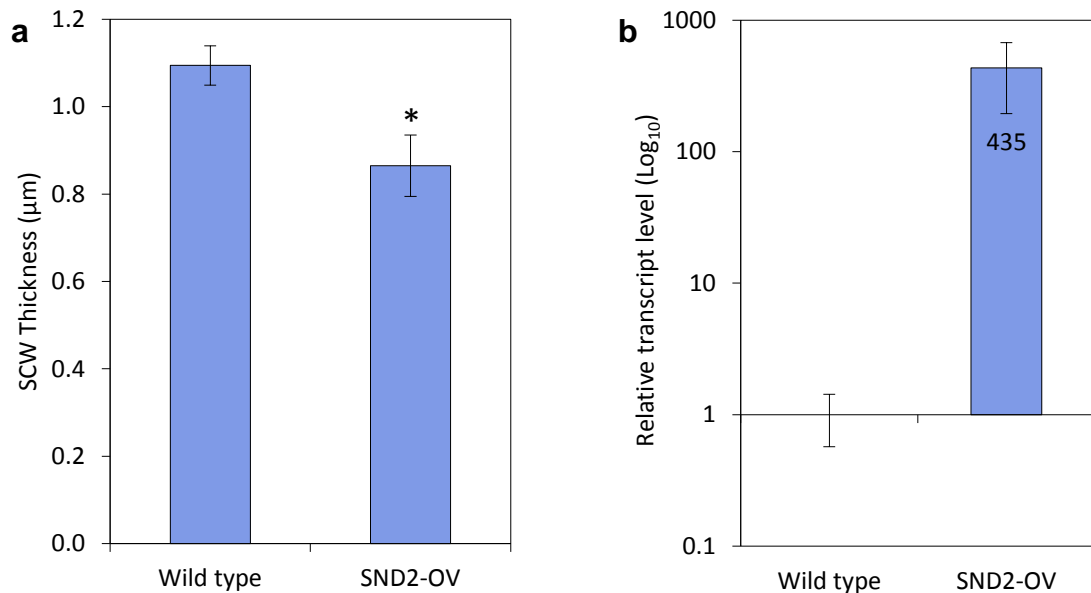 a
SCW Thickness (µm)
1.2
1.0
0.8
0.6
0.4
0.2
0.0
*
Wild type
SND2-OV
b
Relative transcript level (Log10)
1000
100
10
1
0.1
435
Wild type
SND2-OV